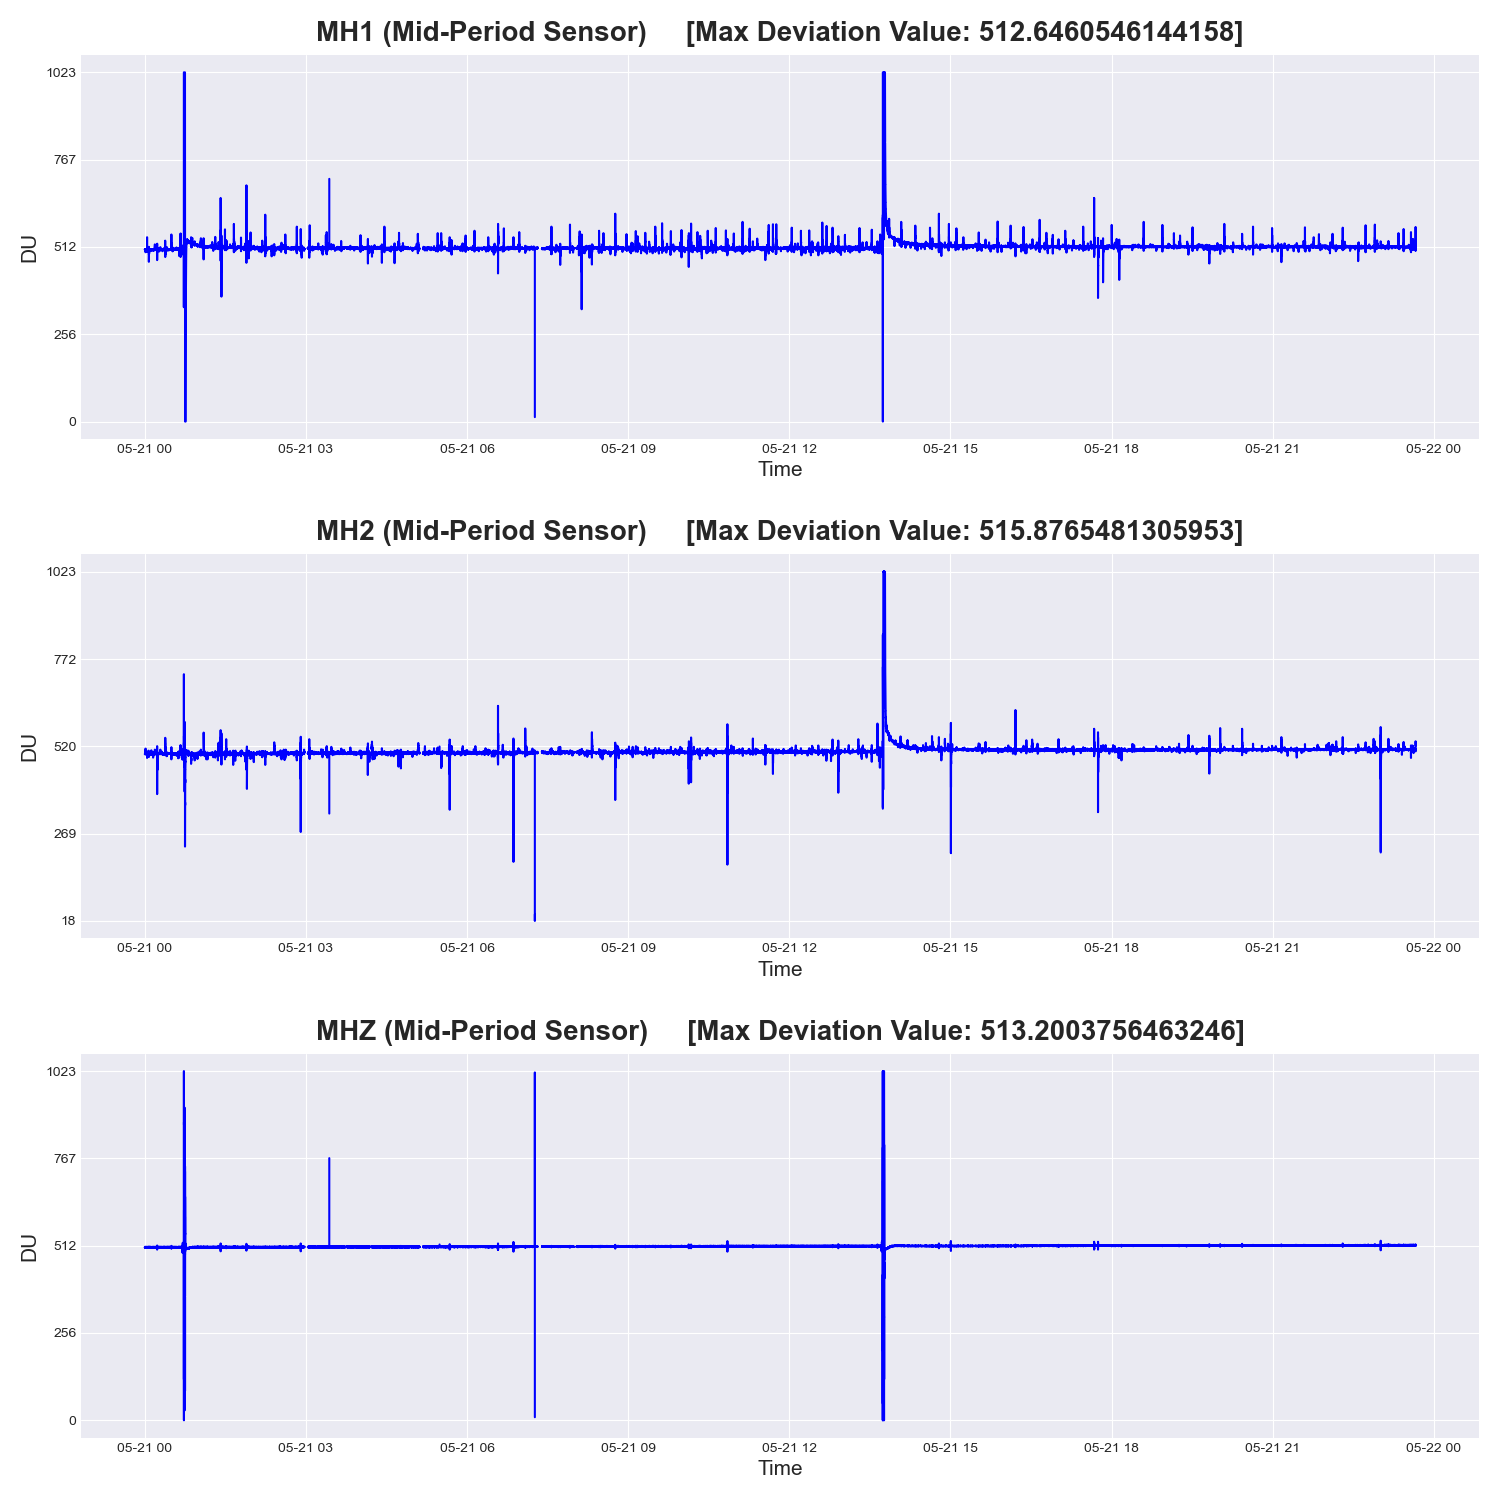 MH1 (Mid-Period Sensor) [Max Deviation Value: 512.6460546144158]
1023
767
512
256
0
DU
05-21 00 05-21 03 05-21 06 05-21 09 05-21 12 05-21 15 05-21 18 05-21 21 05-22 00
Time
MH2 (Mid-Period Sensor) [Max Deviation Value: 515.8765481305953]
1023
772
520
269
18
DU
05-21 00 05-21 03 05-21 06 05-21 09 05-21 12 05-21 15 05-21 18 05-21 21 05-22 00
Time
MHZ (Mid-Period Sensor) [Max Deviation Value: 513.2003756463246]
1023
767
512
256
0
DU
05-21 00 05-21 03 05-21 06 05-21 09 05-21 12 05-21 15 05-21 18 05-21 21 05-22 00
Time